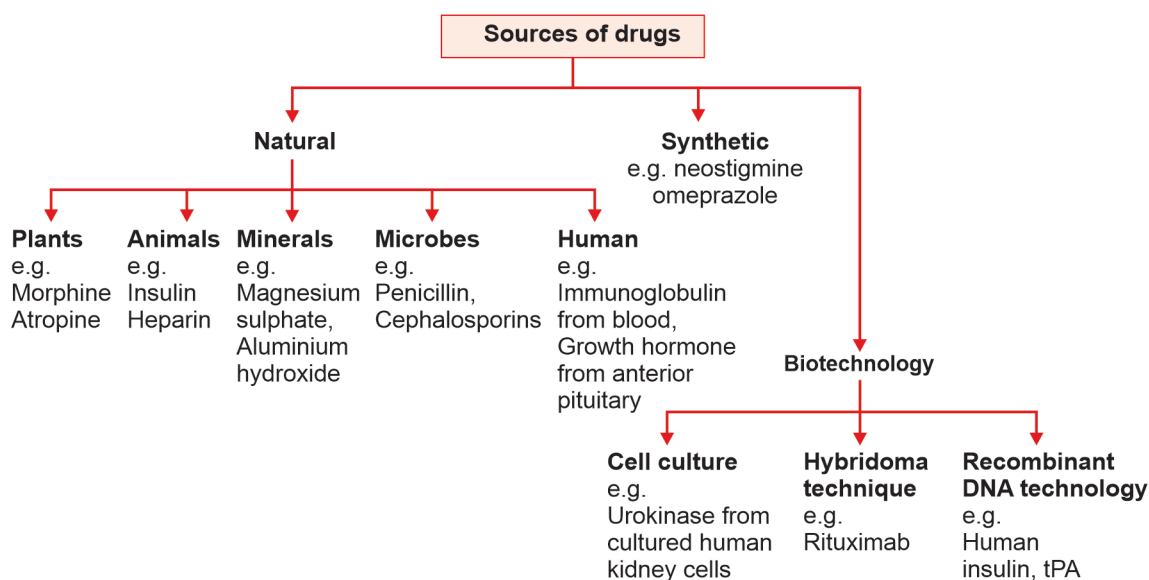 Sources of drugs
Natural
Synthetic
e.g. neostigmine
omeprazole
Plants
e.g.
Morphine
Atropine
Animals
e.g.
Insulin
Heparin
Minerals
e.g.
Magnesium
sulphate,
Aluminium
hydroxide
Microbes
e.g.
Penicillin,
Cephalosporins
Human
e.g.
Immunoglobulin
from blood,
Growth hormone
from anterior
pituitary
Biotechnology
Cell culture
e.g.
Urokinase from
cultured human
kidney cells
Hybridoma
technique
e.g.
Rituximab
Recombinant
DNA technology
e.g.
Human
insulin, tPA